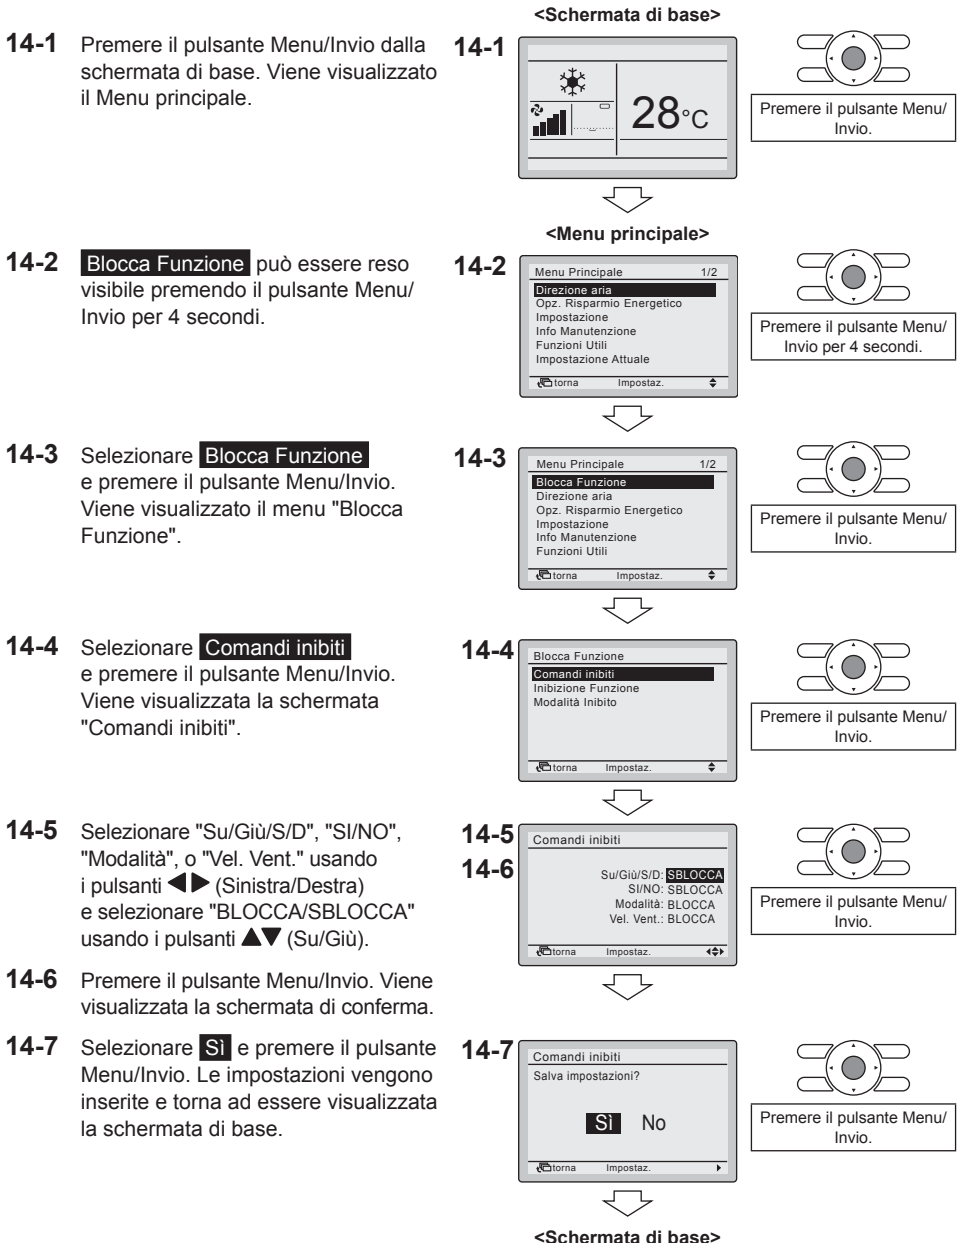 <Schermata di base>
14-1 Premere il pulsante Menu/Invio dalla
schermata di base. Viene visualizzato
il Menu principale.
14-1
28°C
Premere il pulsante Menu/
Invio.
<Menu principale>
14-2 Blocca Funzione può essere reso
visibile premendo il pulsante Menu/
Invio per 4 secondi.
14-2
Menu Principale 1/2
Direzione aria
Opz. Risparmio Energetico
Impostazione
Info Manutenzione
Funzioni Utili
Impostazione Attuale
torna Impostaz.
Premere il pulsante Menu/
Invio per 4 secondi.
14-3 Selezionare Blocca Funzione
e premere il pulsante Menu/Invio.
Viene visualizzato il menu "Blocca
Funzione".
14-3
Menu Principale 1/2
Blocca Funzione
Direzione aria
Opz. Risparmio Energetico
Impostazione
Info Manutenzione
Funzioni Utili
torna Impostaz.
Premere il pulsante Menu/
Invio.
14-4 Selezionare Comandi inibiti
e premere il pulsante Menu/Invio.
Viene visualizzata la schermata
"Comandi inibiti".
14-4
Blocca Funzione
Comandi inibiti
Inibizione Funzione
Modalità Inibito
torna Impostaz.
Premere il pulsante Menu/
Invio.
14-5 Selezionare "Su/Giù/S/D", "SI/NO",
"Modalità", o "Vel. Vent." usando
i pulsanti ◀▶ (Sinistra/Destra)
e selezionare "BLOCCA/SBLOCCA"
usando i pulsanti ▲▼ (Su/Giù).
14-6 Premere il pulsante Menu/Invio. Viene
visualizzata la schermata di conferma.
14-5
14-6
Comandi inibiti
Su/Giù/S/D: SBLOCCA
SI/NO: SBLOCCA
Modalità: BLOCCA
Vel. Vent.: BLOCCA
torna Impostaz.
Premere il pulsante Menu/
Invio.
14-7 Selezionare Sì e premere il pulsante
Menu/Invio. Le impostazioni vengono
inserite e torna ad essere visualizzata
la schermata di base.
14-7
Comandi inibiti
Salva impostazioni?
Sì No
torna Impostaz.
Premere il pulsante Menu/
Invio.
<Schermata di base>